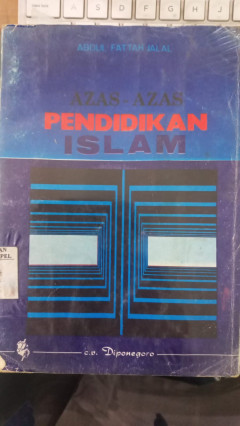 ABDUL FATTAH JALAL
AZAS - AZAS
PENDIDIKAN
ISLAM
c.v. Diponegoro